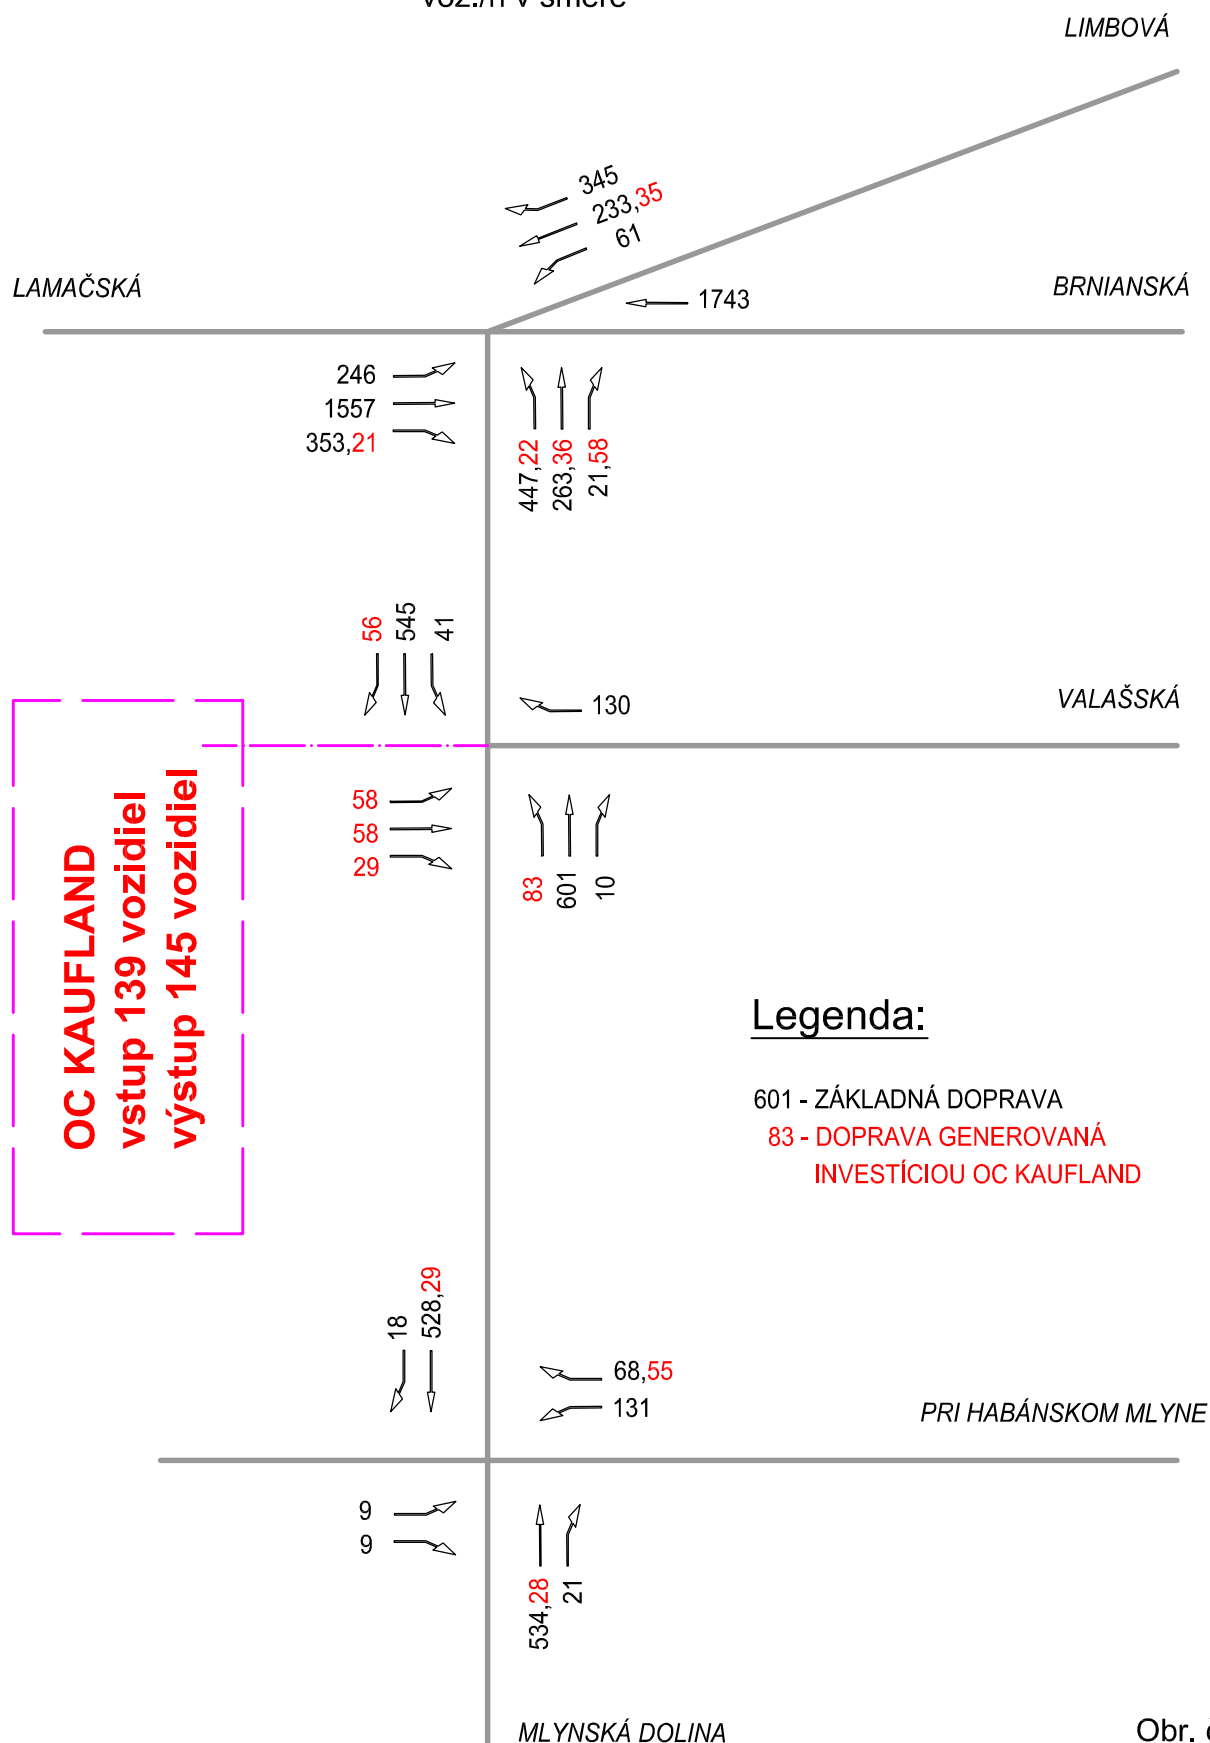 LIMBOVÁ
345
233,35
61
LAMAČSKÁ
BRNIANSKÁ
1743
246
1557
353,21
447,22
263,36
21,58
56
545
41
130
VALAŠSKÁ
58
58
29
83
601
10
OC KAUFLAND
vstup 139 vozidiel
výstup 145 vozidiel
Legenda:
601 - ZÁKLADNÁ DOPRAVA
83 - DOPRAVA GENEROVANÁ
INVESTÍCIOU OC KAUFLAND
18
528,29
68,55
131
PRI HABÁNSKOM MLYNE
9
9
534,28
21
MLYNSKÁ DOLINA
Obr.